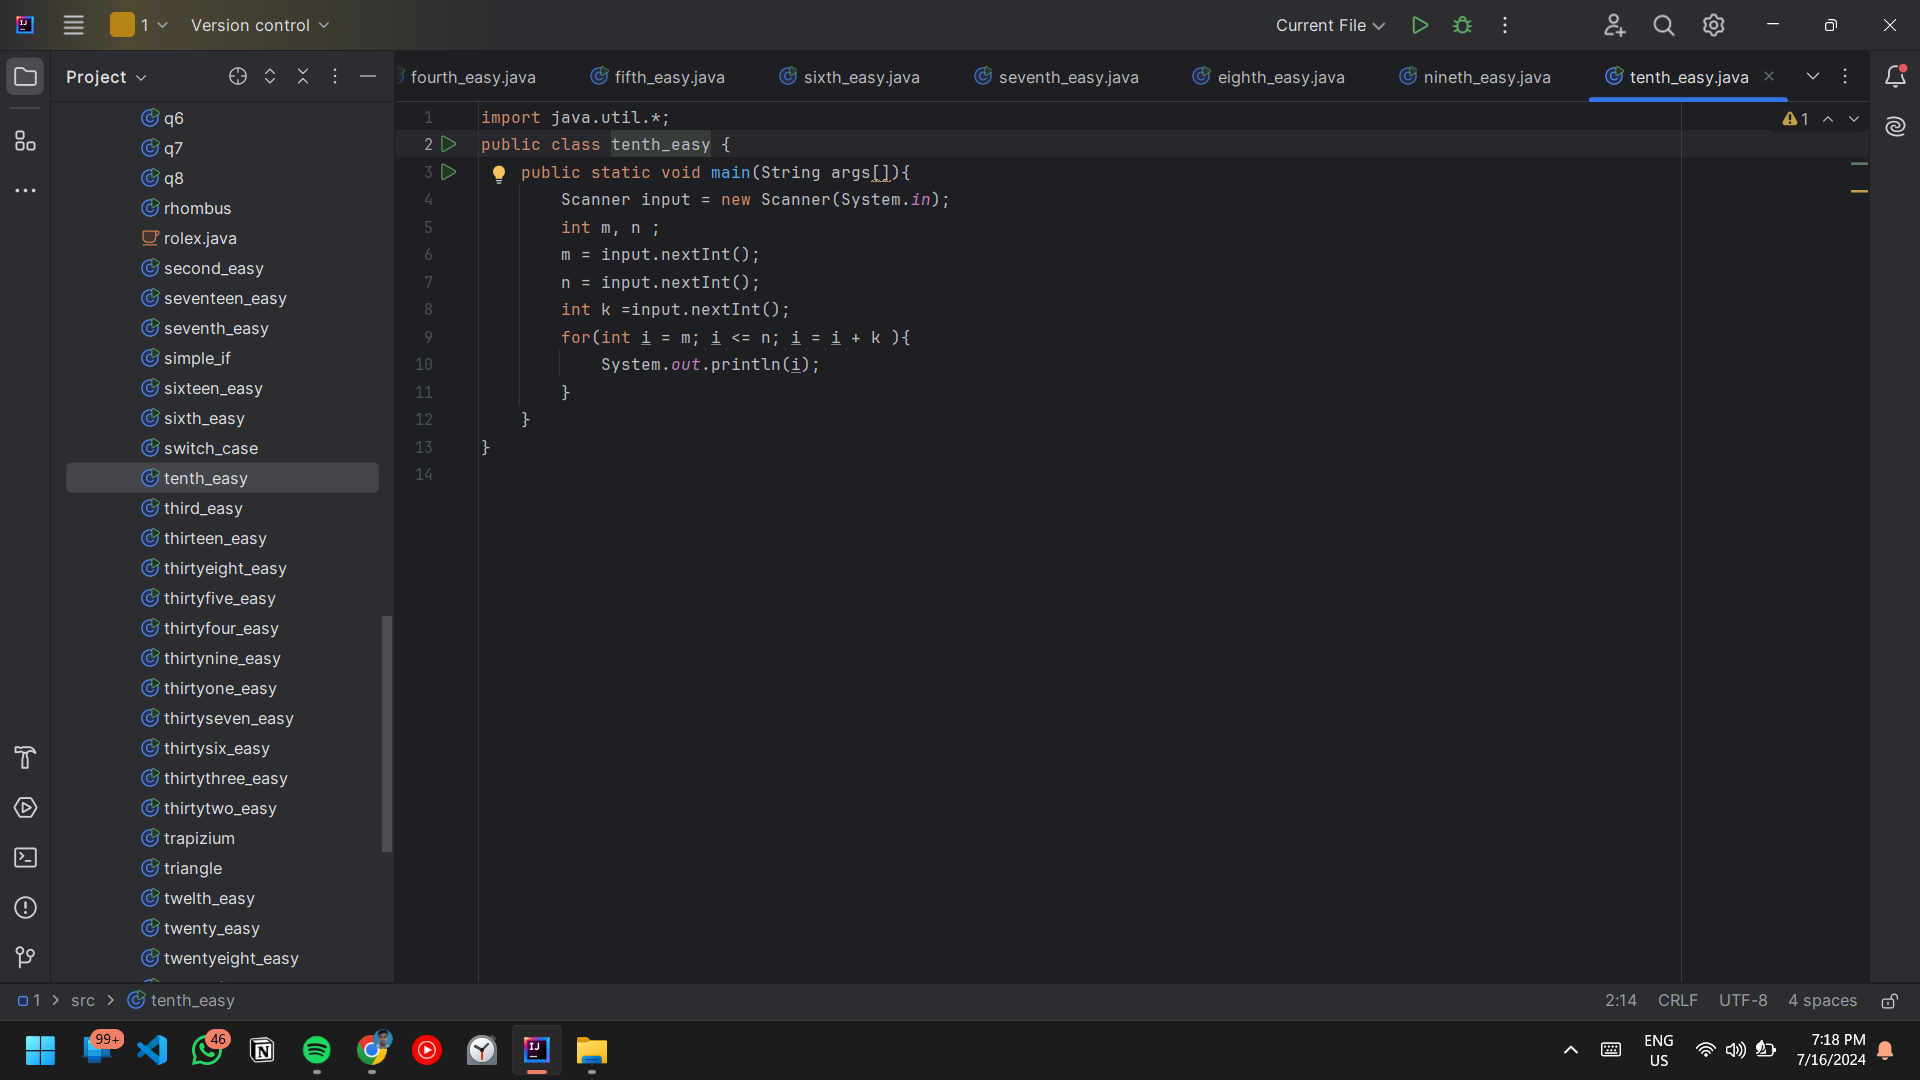 1
Version control
Current File
Project
fourth_easy.java
fifth_easy.java
sixth_easy.java
seventh_easy.java
eighth_easy.java
nineth_easy.java
tenth_easy.java
q6
q7
q8
rhombus
rolex.java
second_easy
seventeen_easy
seventh_easy
simple_if
sixteen_easy
sixth_easy
switch_case
tenth_easy
third_easy
thirteen_easy
thirtyeight_easy
thirtyfive_easy
thirtyfour_easy
thirtynine_easy
thirtyone_easy
thirtyseven_easy
thirtysix_easy
thirtythree_easy
thirtytwo_easy
trapizium
triangle
twelth_easy
twenty_easy
twentyeight_easy
1 import java.util.*;
2 public class tenth_easy {
3 public static void main(String args[]){
4 Scanner input = new Scanner(System.in);
5 int m, n ;
6 m = input.nextInt();
7 n = input.nextInt();
8 int k =input.nextInt();
9 for(int i = m; i <= n; i = i + k ){
10 System.out.println(i);
11 }
12 }
13 }
14
1
1 > src > tenth_easy
2:14 CRLF UTF-8 4 spaces
99+
46
IJ
ENG
US
7:18 PM
7/16/2024